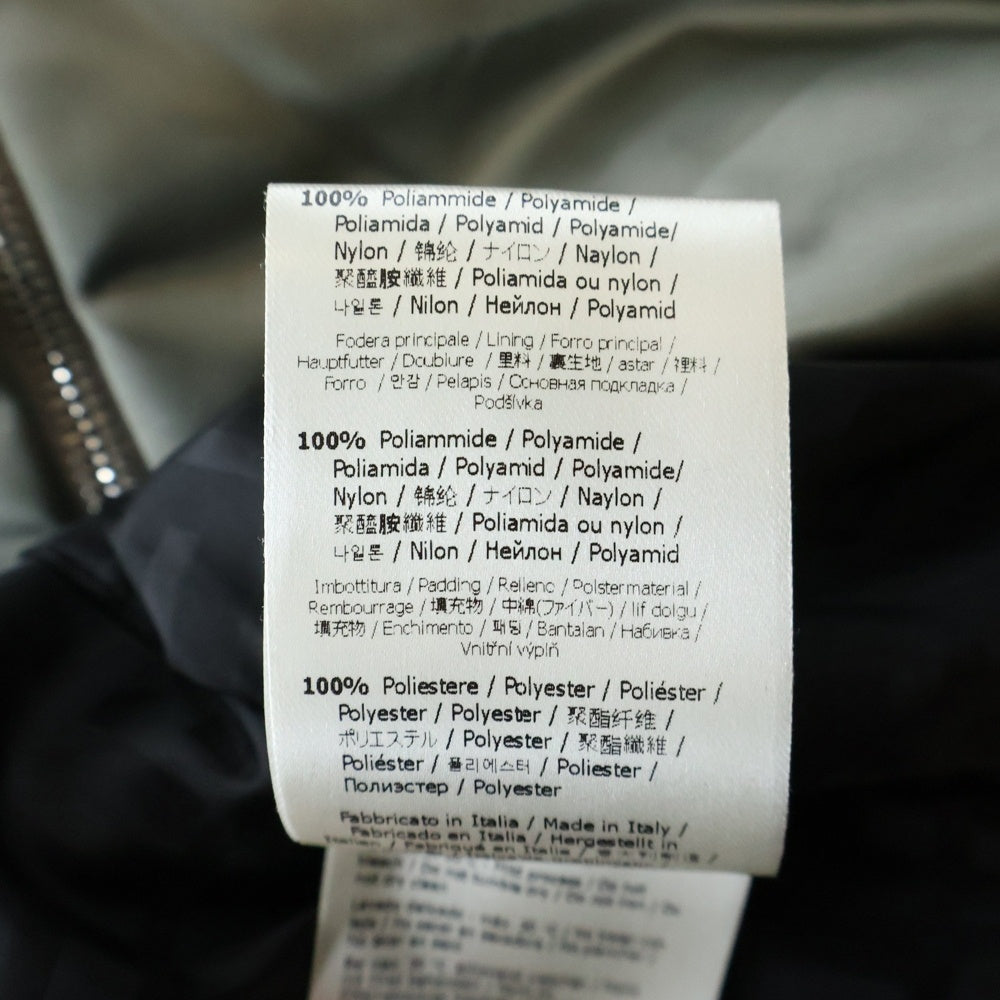 100% Poliammide / Polyamide /
Poliamida / Polyamid / Polyamide/
Nylon / 锦纶 / ナイロン / Naylon /
聚醯胺纖維 / Poliamida ou nylon /
나일론 / Nilon / Нейлон / Polyamid
Fodera principale / Lining / Forro principal /
Hauptfutter / Doublure / 里料 / 裏生地 / astar / 裡料 /
Forro / 안감 / Pelapis / Основная подкладка /
Podšívka
100% Poliammide / Polyamide /
Poliamida / Polyamid / Polyamide/
Nylon / 锦纶 / ナイロン / Naylon /
聚醯胺纖維 / Poliamida ou nylon /
나일론 / Nilon / Нейлон / Polyamid
Imbottitura / Padding / Relleno / Polstermaterial /
Rembourrage / 填充物 / 中綿(ファイバー) / lif dolgu /
填充物 / Enchimento / 패딩 / Bantalan / Набивка /
Vnitřní výplň
100% Poliestere / Polyester / Poliéster /
Polyester / Polyester / 聚酯纤维 /
ポリエステル / Polyester / 聚酯纖維 /
Poliéster / 폴리에스터 / Poliester /
Полиэстер / Polyester
Fabbricato in Italia / Made in Italy /
Fabricado en Italia / Hergestellt in
Italien / Fabriqué en Italie /